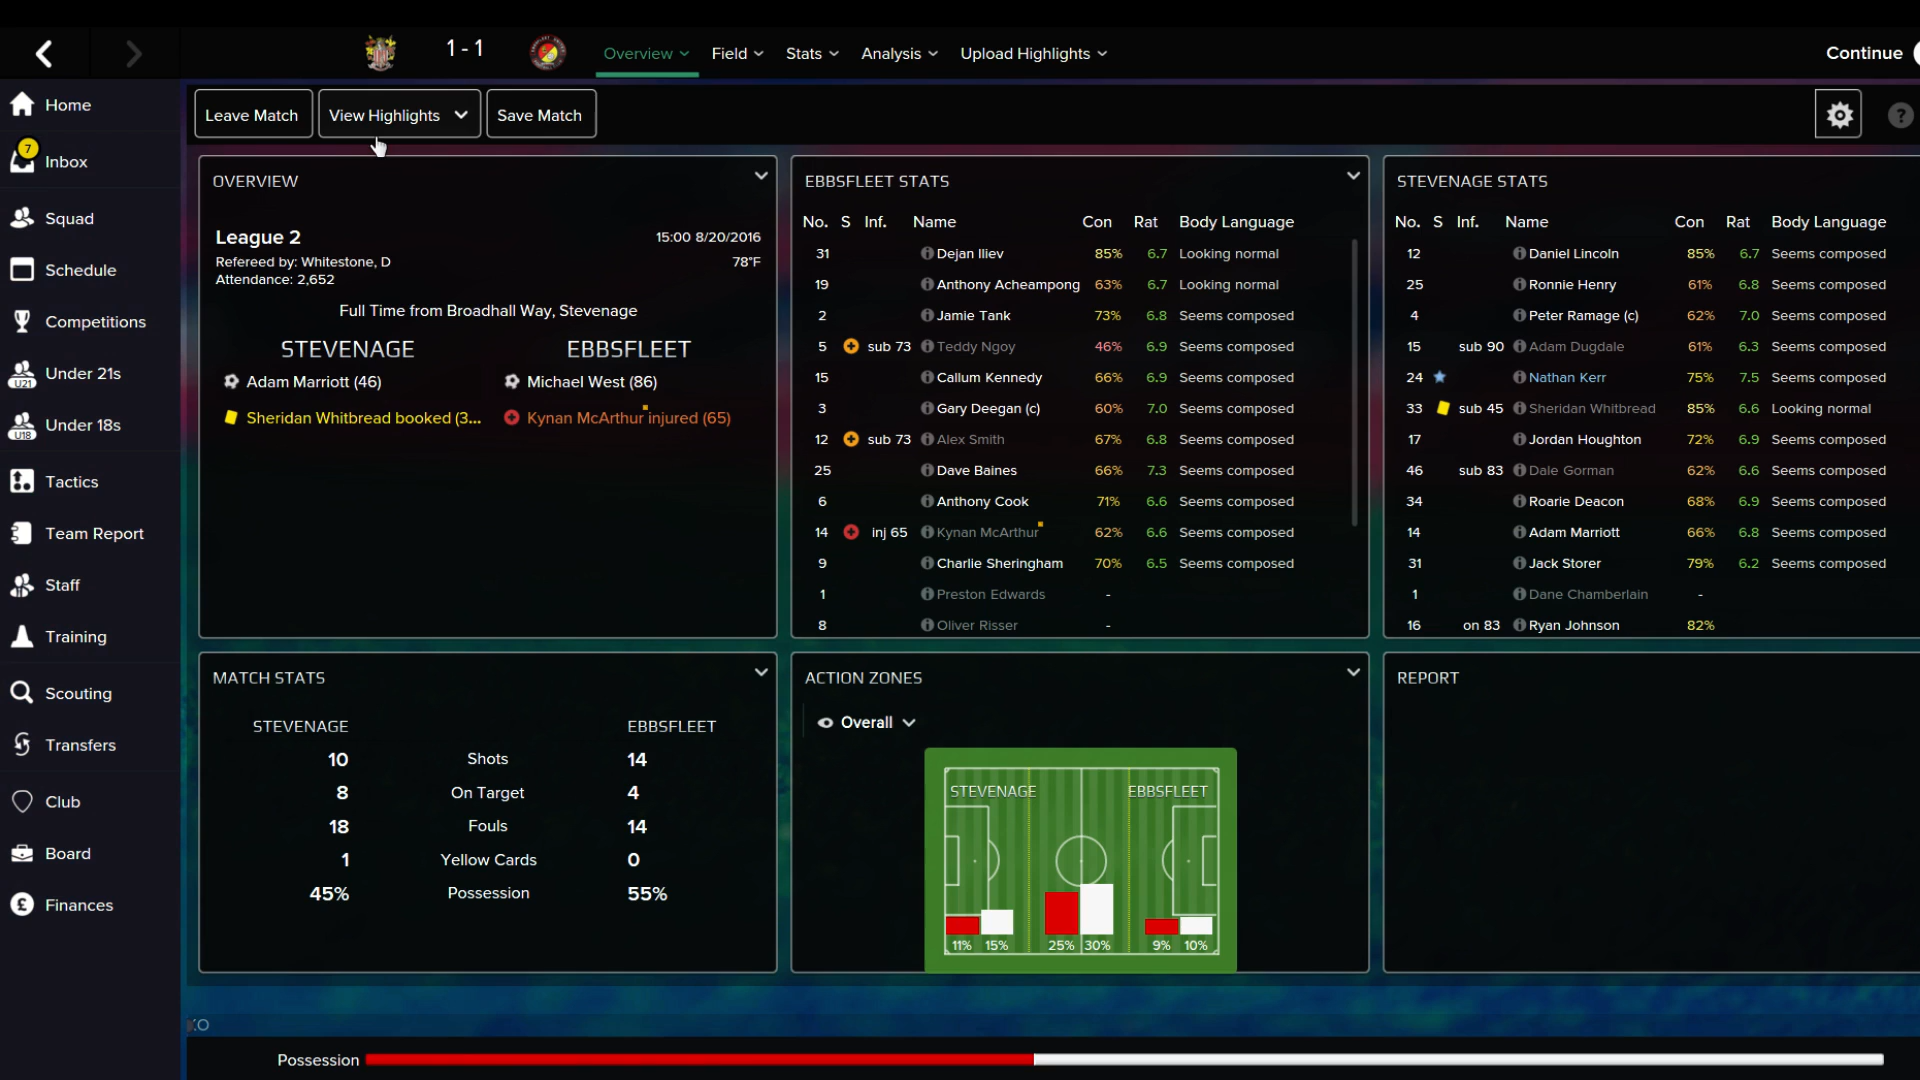 1 - 1
Overview
Field
Stats
Analysis
Upload Highlights
Continue
Leave Match
View Highlights
Save Match
?
Home
7
Inbox
Squad
Schedule
Competitions
U21
Under 21s
U18
Under 18s
Tactics
Team Report
Staff
Training
Scouting
Transfers
Club
Board
£
Finances
OVERVIEW
League 2
15:00 8/20/2016
Refereed by: Whitestone, D
78°F
Attendance: 2,652
Full Time from Broadhall Way, Stevenage
STEVENAGE EBBSFLEET
Adam Marriott (46) Michael West (86)
Sheridan Whitbread booked (3... Kynan McArthur injured (65)
EBBSFLEET STATS
No. S Inf. Name Con Rat Body Language
31 Dejan Iliev 85% 6.7 Looking normal
19 Anthony Acheampong 63% 6.7 Looking normal
2 Jamie Tank 73% 6.8 Seems composed
5 sub 73 Teddy Ngoy 46% 6.9 Seems composed
15 Callum Kennedy 66% 6.9 Seems composed
3 Gary Deegan (c) 60% 7.0 Seems composed
12 sub 73 Alex Smith 67% 6.8 Seems composed
25 Dave Baines 66% 7.3 Seems composed
6 Anthony Cook 71% 6.6 Seems composed
14 inj 65 Kynan McArthur 62% 6.6 Seems composed
9 Charlie Sheringham 70% 6.5 Seems composed
1 Preston Edwards -
8 Oliver Risser -
STEVENAGE STATS
No. S Inf. Name Con Rat Body Language
12 Daniel Lincoln 85% 6.7 Seems composed
25 Ronnie Henry 61% 6.8 Seems composed
4 Peter Ramage (c) 62% 7.0 Seems composed
15 sub 90 Adam Dugdale 61% 6.3 Seems composed
24 Nathan Kerr 75% 7.5 Seems composed
33 sub 45 Sheridan Whitbread 85% 6.6 Looking normal
17 Jordan Houghton 72% 6.9 Seems composed
46 sub 83 Dale Gorman 62% 6.6 Seems composed
34 Roarie Deacon 68% 6.9 Seems composed
14 Adam Marriott 66% 6.8 Seems composed
31 Jack Storer 79% 6.2 Seems composed
1 Dane Chamberlain -
16 on 83 Ryan Johnson 82%
MATCH STATS
STEVENAGE EBBSFLEET
10 Shots 14
8 On Target 4
18 Fouls 14
1 Yellow Cards 0
45% Possession 55%
ACTION ZONES
Overall
STEVENAGE EBBSFLEET
11% 15% 25% 30% 9% 10%
REPORT
KO
Possession